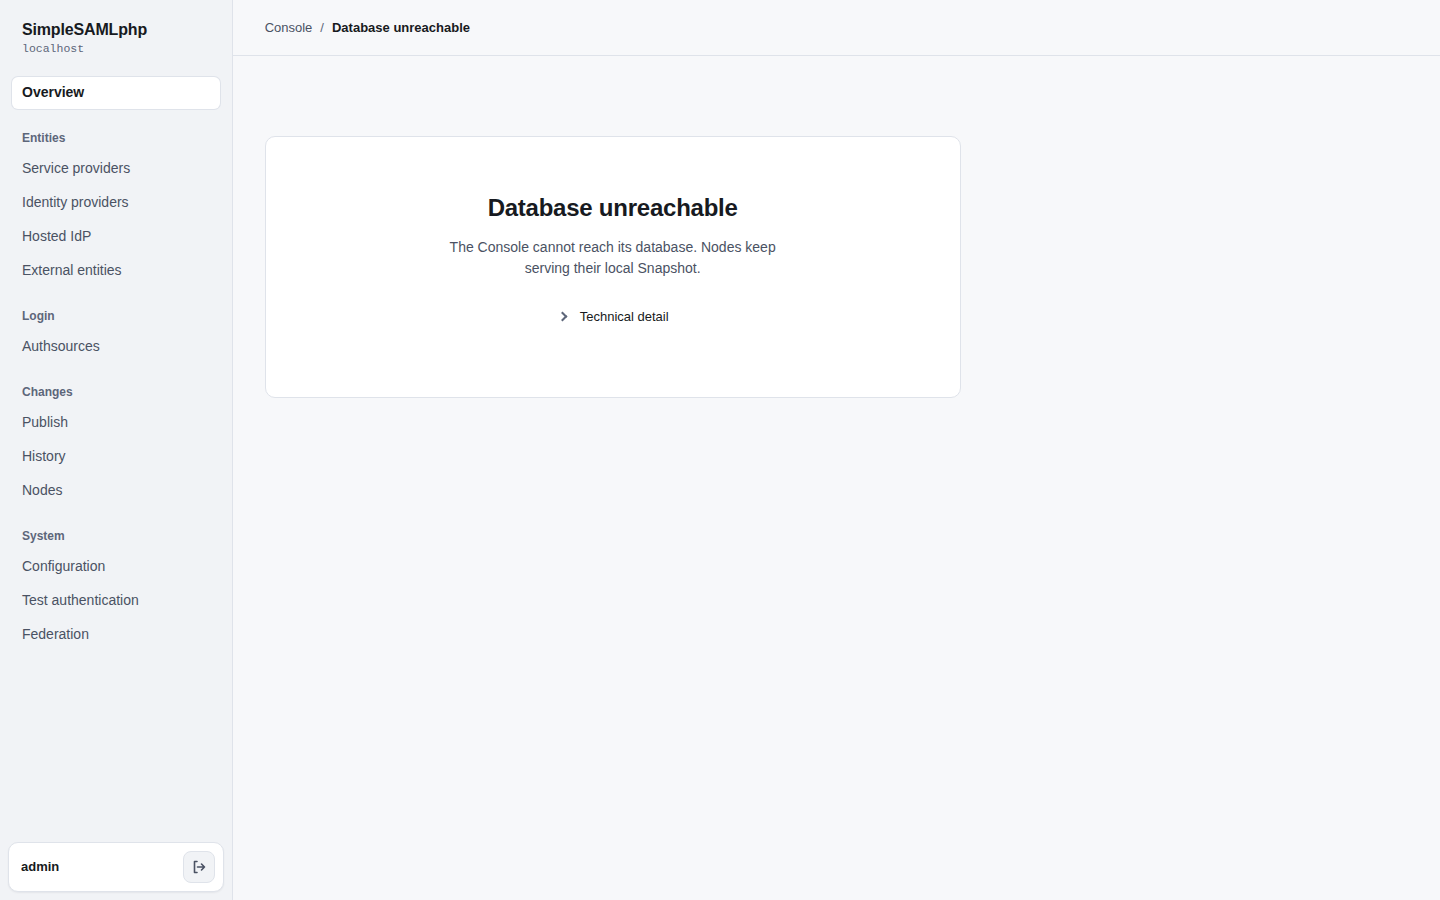 SimpleSAMLphp
localhost
Overview
Entities
Service providers
Identity providers
Hosted IdP
External entities
Login
Authsources
Changes
Publish
History
Nodes
System
Configuration
Test authentication
Federation
admin
Console / Database unreachable
Database unreachable
The Console cannot reach its database. Nodes keep
serving their local Snapshot.
Technical detail